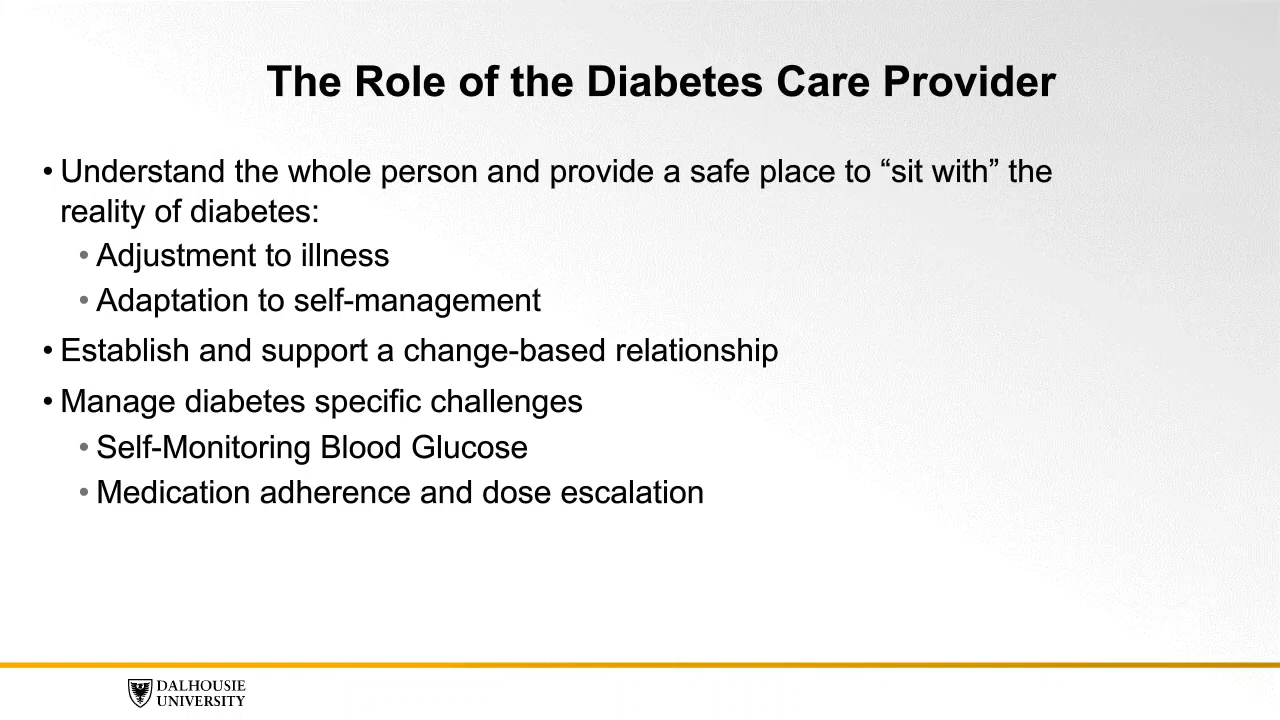 The Role of the Diabetes Care Provider
• Understand the whole person and provide a safe place to “sit with” the
reality of diabetes:
• Adjustment to illness
• Adaptation to self-management
• Establish and support a change-based relationship
• Manage diabetes specific challenges
• Self-Monitoring Blood Glucose
• Medication adherence and dose escalation
DALHOUSIE
UNIVERSITY